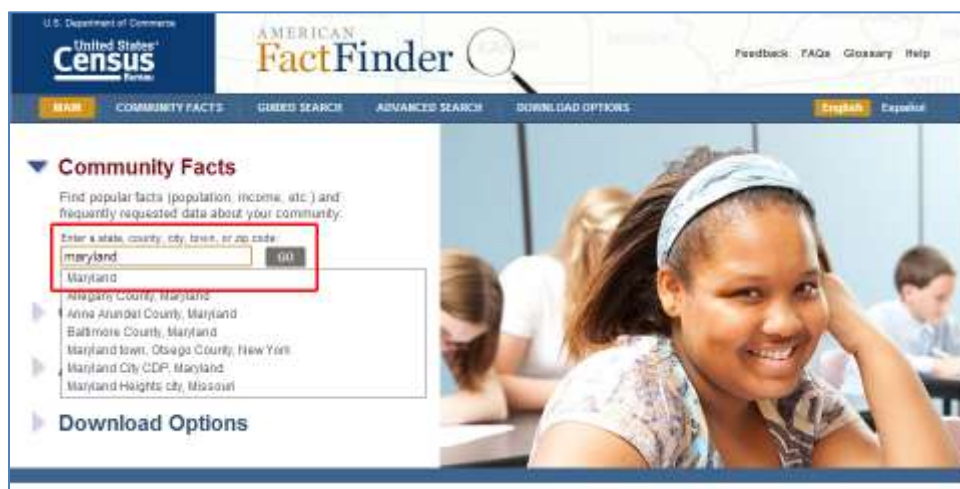 U.S. Department of Commerce
United States
Census
Bureau
AMERICAN
FactFinder
Feedback FAQs Glossary Help
MAIN COMMUNITY FACTS GUIDED SEARCH ADVANCED SEARCH DOWNLOAD OPTIONS English Español
Community Facts
Find popular facts (population, income, etc.) and
frequently requested data about your community.
Enter a state, county, city, town, or zip code:
maryland GO
Maryland
Allegany County, Maryland
Anne Arundel County, Maryland
Baltimore County, Maryland
Maryland town, Otsego County, New York
Maryland City CDP, Maryland
Maryland Heights city, Missouri
Download Options